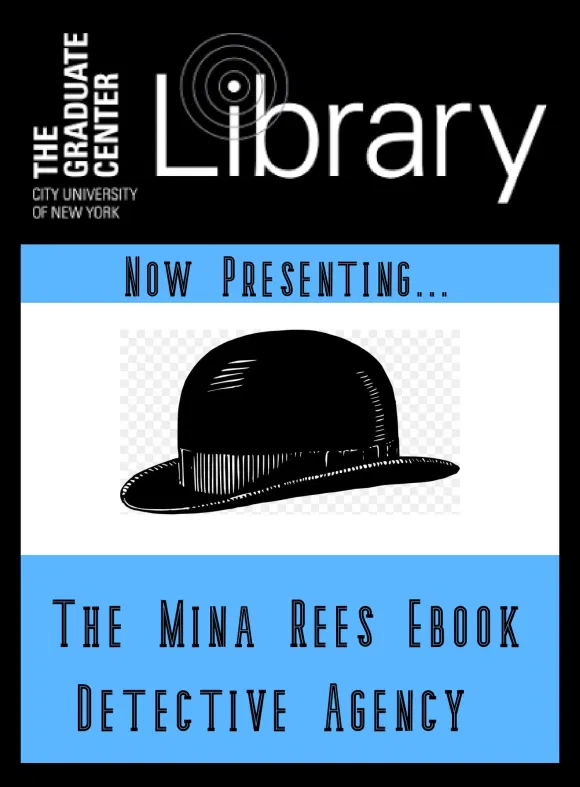 THE
GRADUATE
CENTER
CITY UNIVERSITY
OF NEW YORK
Library
Now Presenting...
The Mina Rees Ebook
Detective Agency